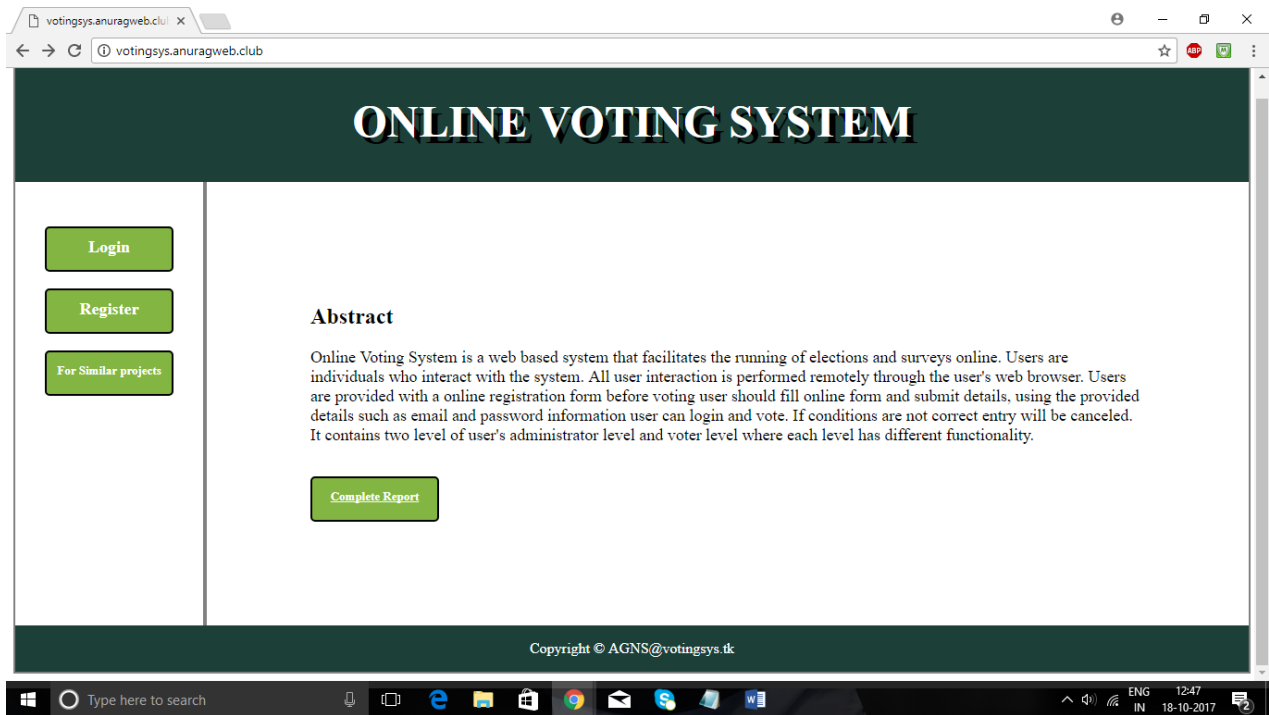 votingsys.anuragweb.clu
votingsys.anuragweb.club
ABP
ONLINE VOTING SYSTEM
Login
Register
For Similar projects
Abstract
Online Voting System is a web based system that facilitates the running of elections and surveys online. Users are
individuals who interact with the system. All user interaction is performed remotely through the user's web browser. Users
are provided with a online registration form before voting user should fill online form and submit details, using the provided
details such as email and password information user can login and vote. If conditions are not correct entry will be canceled.
It contains two level of user's administrator level and voter level where each level has different functionality.
Complete Report
Copyright © AGNS@votingsys.tk
Type here to search
ENG
IN
12:47
18-10-2017
2